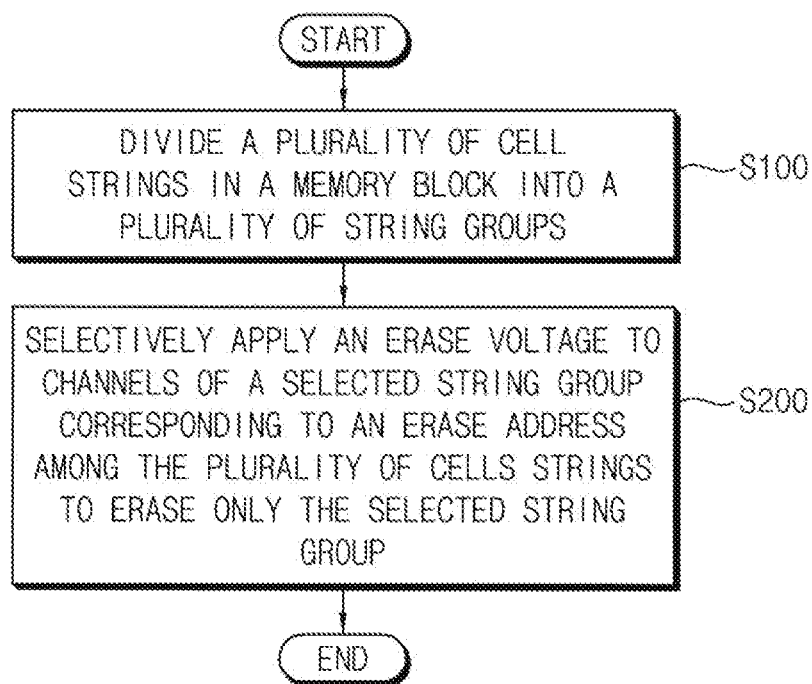 START
DIVIDE A PLURALITY OF CELL
STRINGS IN A MEMORY BLOCK INTO A
PLURALITY OF STRING GROUPS
S100
SELECTIVELY APPLY AN ERASE VOLTAGE TO
CHANNELS OF A SELECTED STRING GROUP
CORRESPONDING TO AN ERASE ADDRESS
AMONG THE PLURALITY OF CELLS STRINGS
TO ERASE ONLY THE SELECTED STRING
GROUP
S200
END